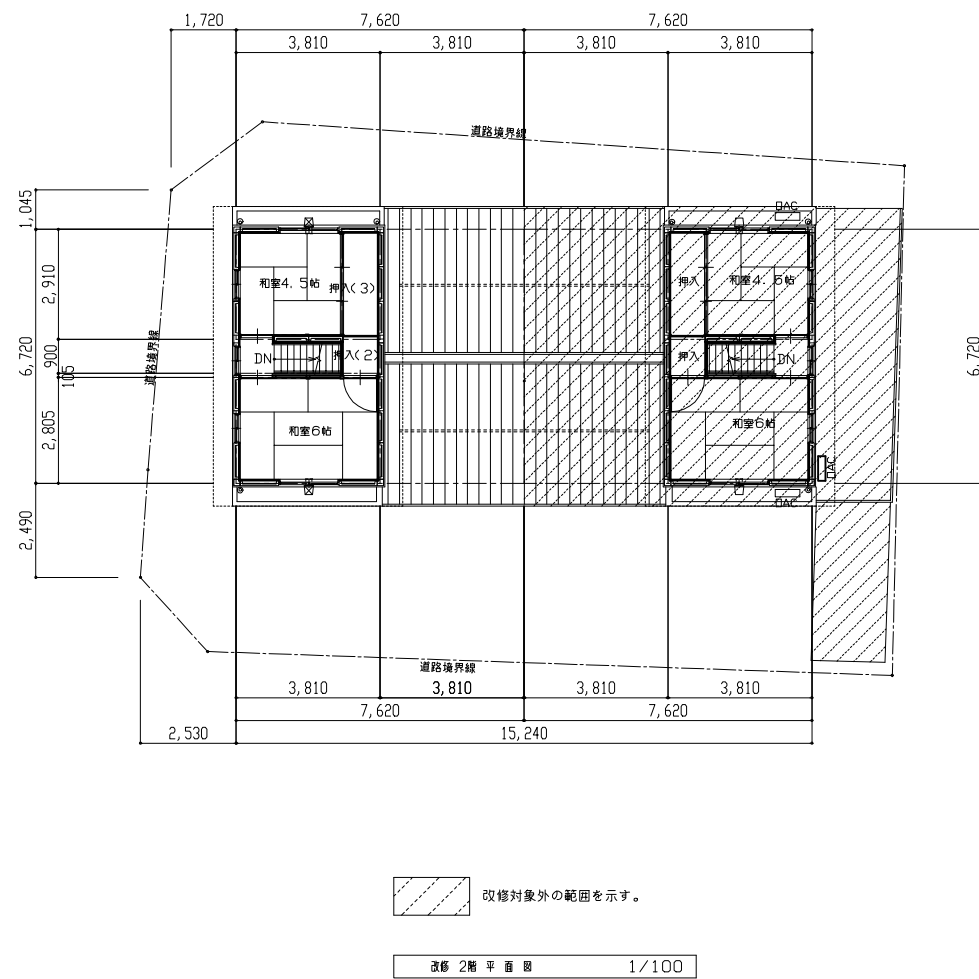 1,720
7,620
7,620
3,810
3,810
3,810
3,810
道路境界線
1,045
2,910
6,720
900
105
2,805
2,490
道路境界線
□AC
和室4.5帖
押入(3)
押入
和室4.5帖
DN
押入(2)
押入
DN
和室6帖
和室6帖
□AC
□AC
6,720
道路境界線
3,810
3,810
3,810
3,810
7,620
7,620
2,530
15,240
改修対象外の範囲を示す。
改修 2階 平 面 図 1/100